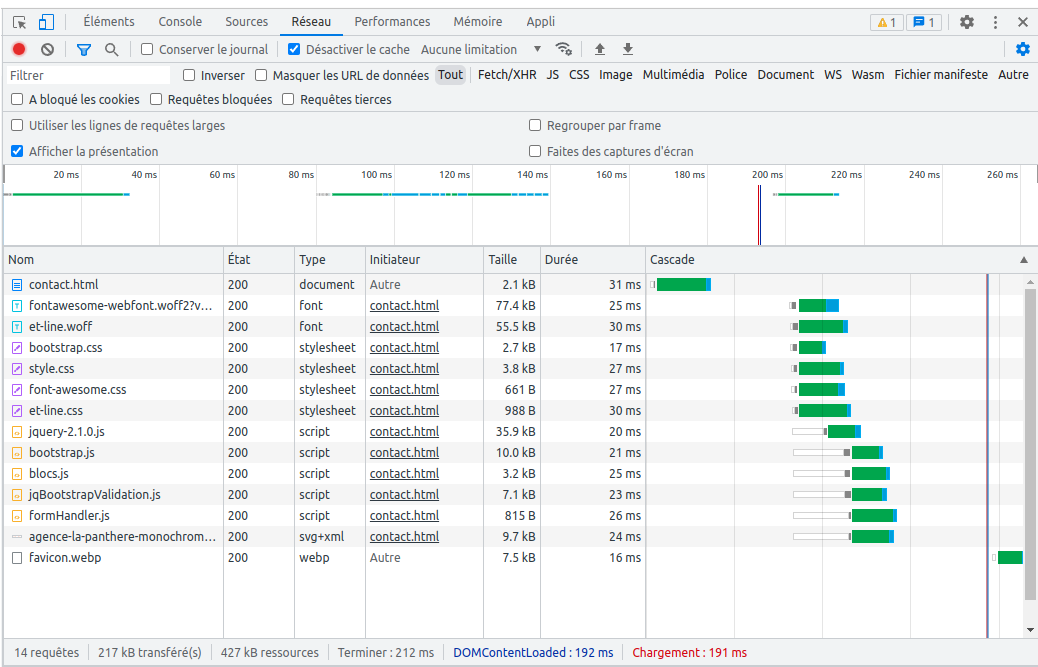 Éléments Console Sources Réseau Performances Mémoire Appli 1 1
Conserver le journal Désactiver le cache Aucune limitation
Filtrer Inverser Masquer les URL de données Tout Fetch/XHR JS CSS Image Multimédia Police Document WS Wasm Fichier manifeste Autre
A bloqué les cookies Requêtes bloquées Requêtes tierces
Utiliser les lignes de requêtes larges Regrouper par frame
Afficher la présentation Faites des captures d'écran
20 ms 40 ms 60 ms 80 ms 100 ms 120 ms 140 ms 160 ms 180 ms 200 ms 220 ms 240 ms 260 ms
Nom État Type Initiateur Taille Durée Cascade
contact.html 200 document Autre 2.1 kB 31 ms
fontawesome-webfont.woff2?v... 200 font contact.html 77.4 kB 25 ms
et-line.woff 200 font contact.html 55.5 kB 30 ms
bootstrap.css 200 stylesheet contact.html 2.7 kB 17 ms
style.css 200 stylesheet contact.html 3.8 kB 27 ms
font-awesome.css 200 stylesheet contact.html 661 B 27 ms
et-line.css 200 stylesheet contact.html 988 B 30 ms
jquery-2.1.0.js 200 script contact.html 35.9 kB 20 ms
bootstrap.js 200 script contact.html 10.0 kB 21 ms
blocs.js 200 script contact.html 3.2 kB 25 ms
jqBootstrapValidation.js 200 script contact.html 7.1 kB 23 ms
formHandler.js 200 script contact.html 815 B 26 ms
agence-la-panthere-monochrom... 200 svg+xml contact.html 9.7 kB 24 ms
favicon.webp 200 webp Autre 7.5 kB 16 ms
14 requêtes 217 kB transféré(s) 427 kB ressources Terminer : 212 ms DOMContentLoaded : 192 ms Chargement : 191 ms